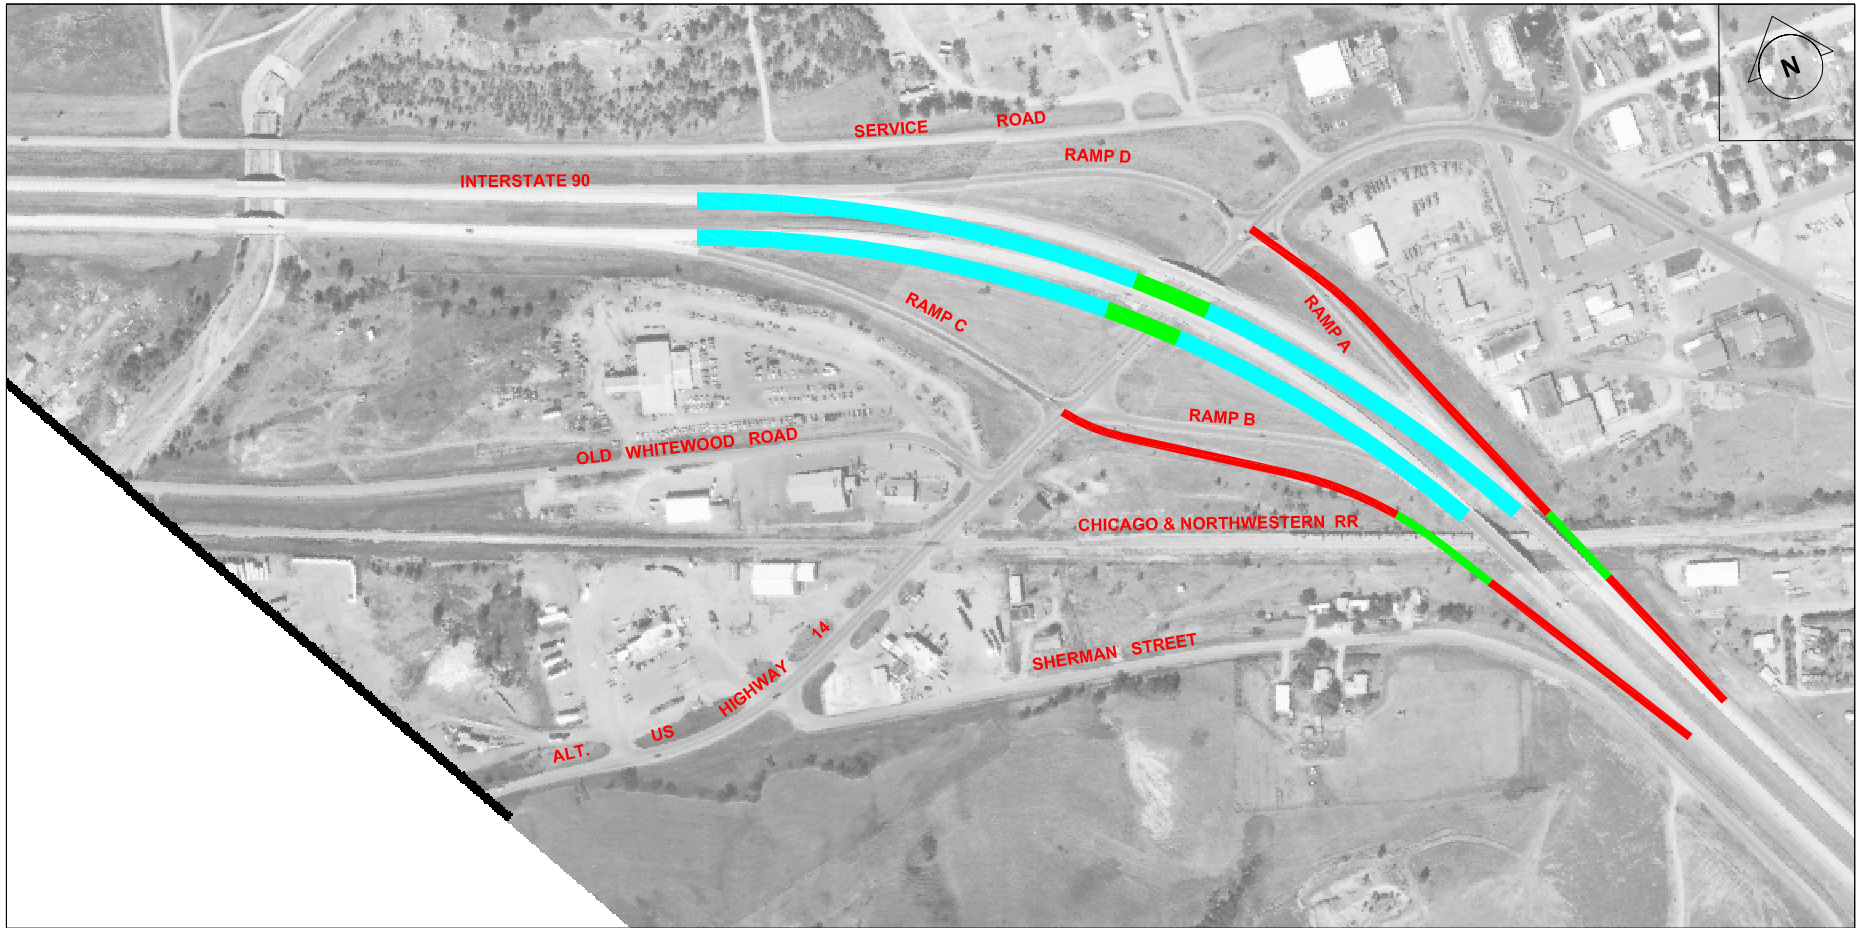 N
SERVICE ROAD
RAMP D
INTERSTATE 90
RAMP C
RAMP A
RAMP B
OLD WHITEWOOD ROAD
CHICAGO & NORTHWESTERN RR
SHERMAN STREET
ALT. US HIGHWAY 14